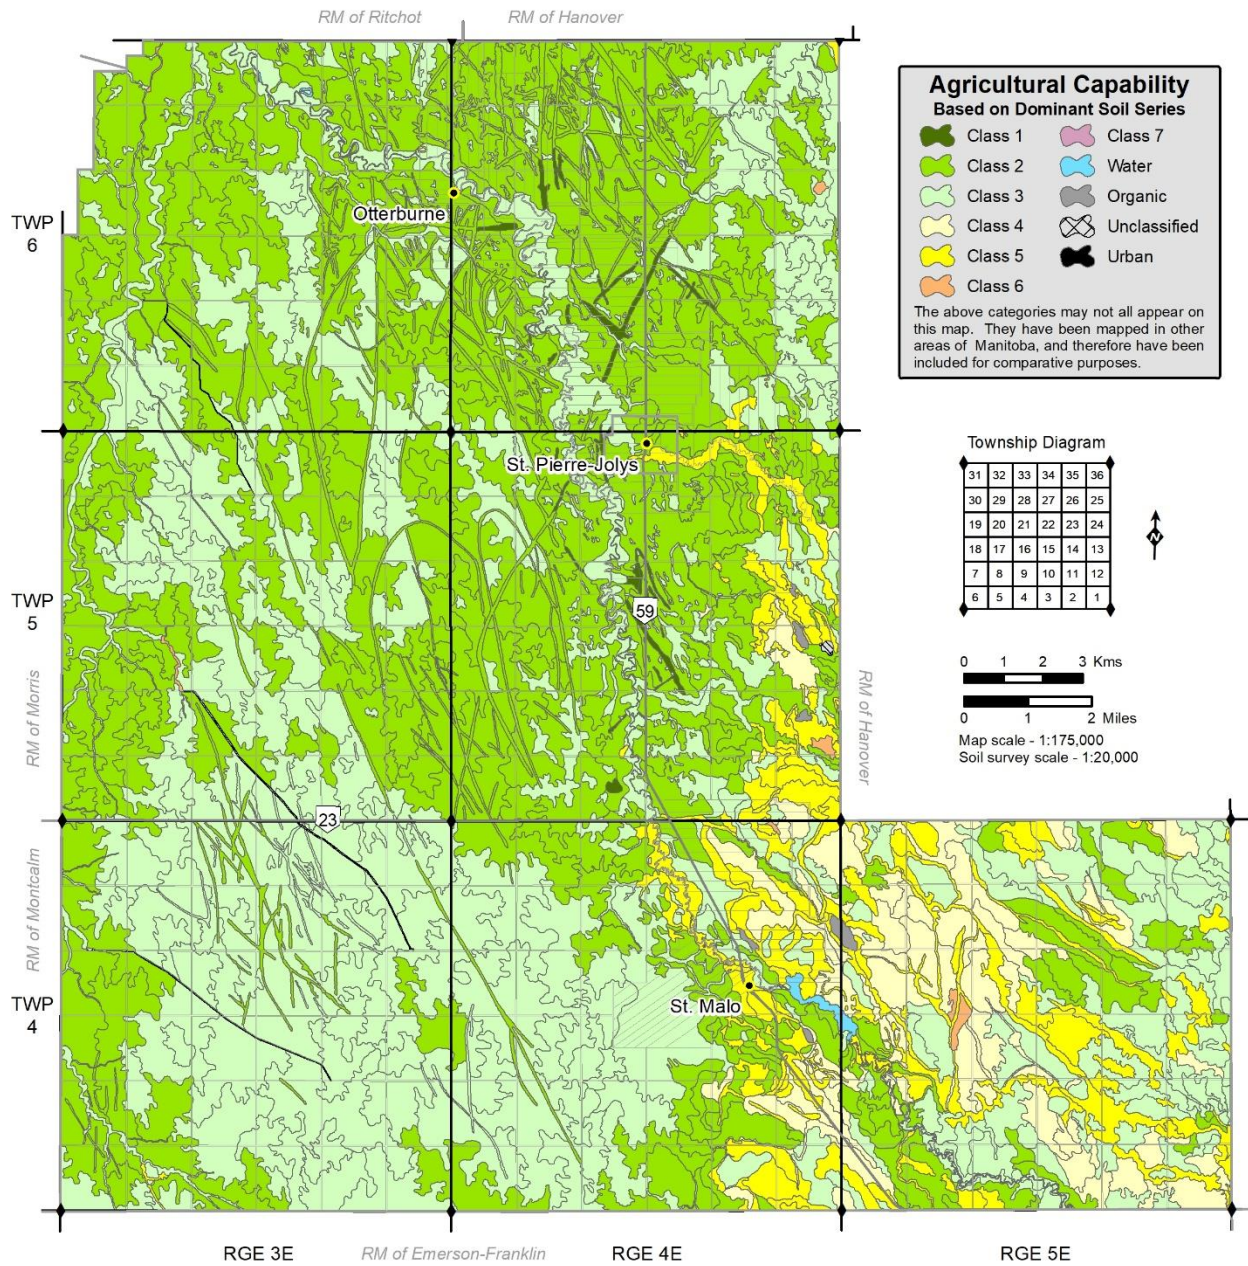 RM of Ritchot
RM of Hanover
Agricultural Capability
Based on Dominant Soil Series
Class 1
Class 2
Class 3
Class 4
Class 5
Class 6
Class 7
Water
Organic
Unclassified
Urban
The above categories may not all appear on
this map. They have been mapped in other
areas of Manitoba, and therefore have been
included for comparative purposes.
TWP
6
Otterburne
St. Pierre-Jolys
Township Diagram
31 32 33 34 35 36
30 29 28 27 26 25
19 20 21 22 23 24
18 17 16 15 14 13
7 8 9 10 11 12
6 5 4 3 2 1
N
TWP
5
59
0 1 2 3 Kms
0 1 2 Miles
Map scale - 1:175,000
Soil survey scale - 1:20,000
RM of Morris
RM of Hanover
23
RM of Montcalm
TWP
4
St. Malo
RGE 3E
RM of Emerson-Franklin
RGE 4E
RGE 5E